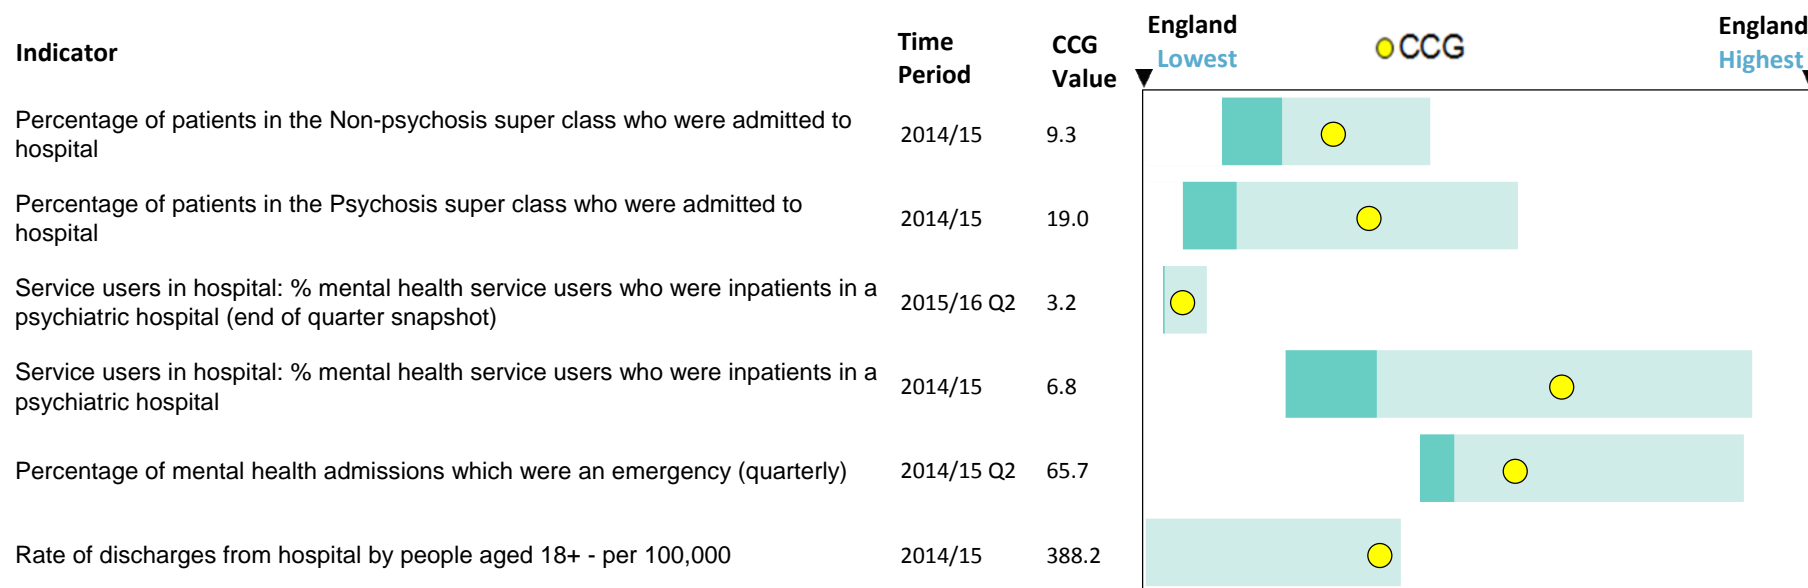 Indicator
Time
Period
CCG
Value
England
Lowest
CCG
England
Highest
Percentage of patients in the Non-psychosis super class who were admitted to
hospital
2014/15
9.3
Percentage of patients in the Psychosis super class who were admitted to
hospital
2014/15
19.0
Service users in hospital: % mental health service users who were inpatients in a
psychiatric hospital (end of quarter snapshot)
2015/16 Q2
3.2
Service users in hospital: % mental health service users who were inpatients in a
psychiatric hospital
2014/15
6.8
Percentage of mental health admissions which were an emergency (quarterly)
2014/15 Q2
65.7
Rate of discharges from hospital by people aged 18+ - per 100,000
2014/15
388.2